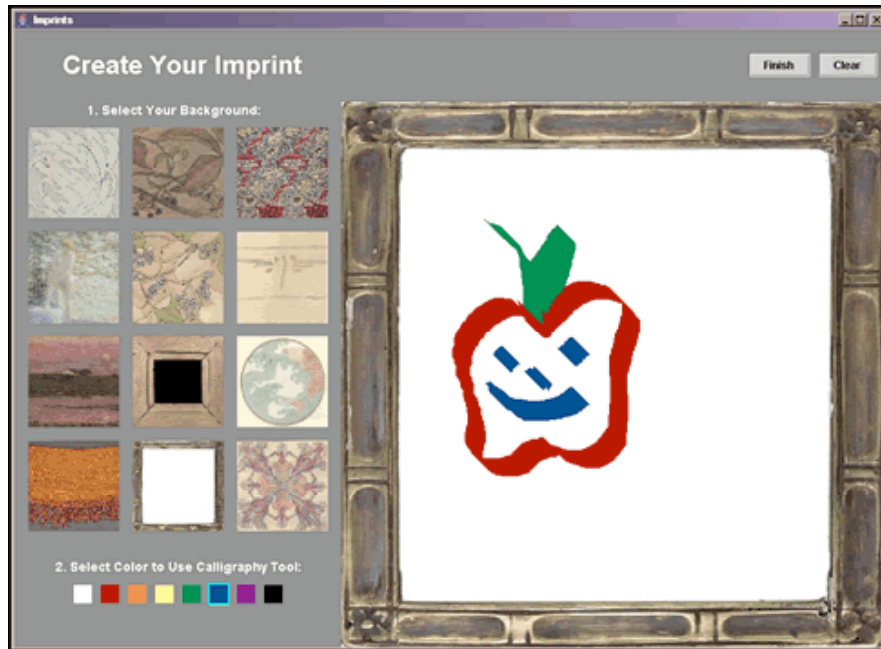 Imprints
Create Your Imprint
Finish
Clear
1. Select Your Background:
2. Select Color to Use Calligraphy Tool: